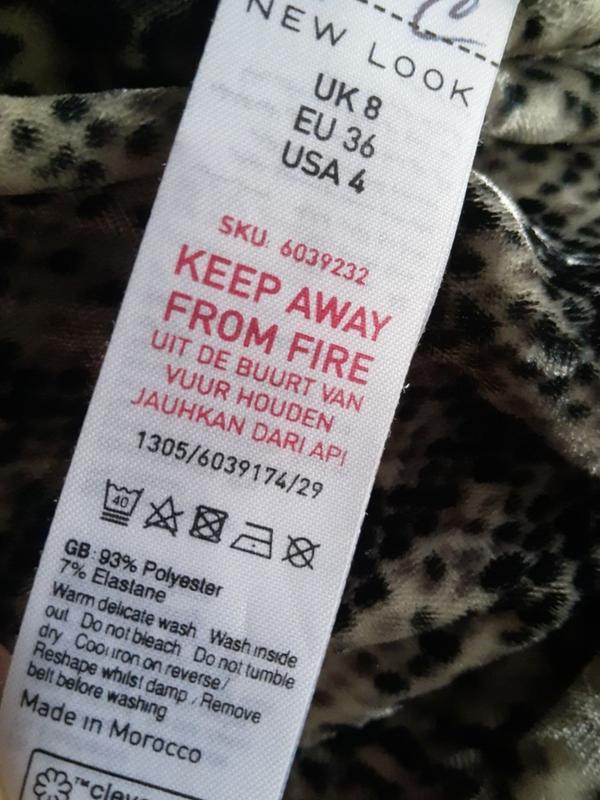 NEW LOOK
UK 8
EU 36
USA 4
SKU: 6039232
KEEP AWAY
FROM FIRE
UIT DE BUURT VAN
VUUR HOUDEN
JAUHKAN DARI API
1305/6039174/29
40
GB: 93% Polyester
7% Elastane
Warm delicate wash Wash inside
out Do not bleach Do not tumble
dry Cool iron on reverse/
Reshape whilst damp / Remove
belt before washing
Made in Morocco